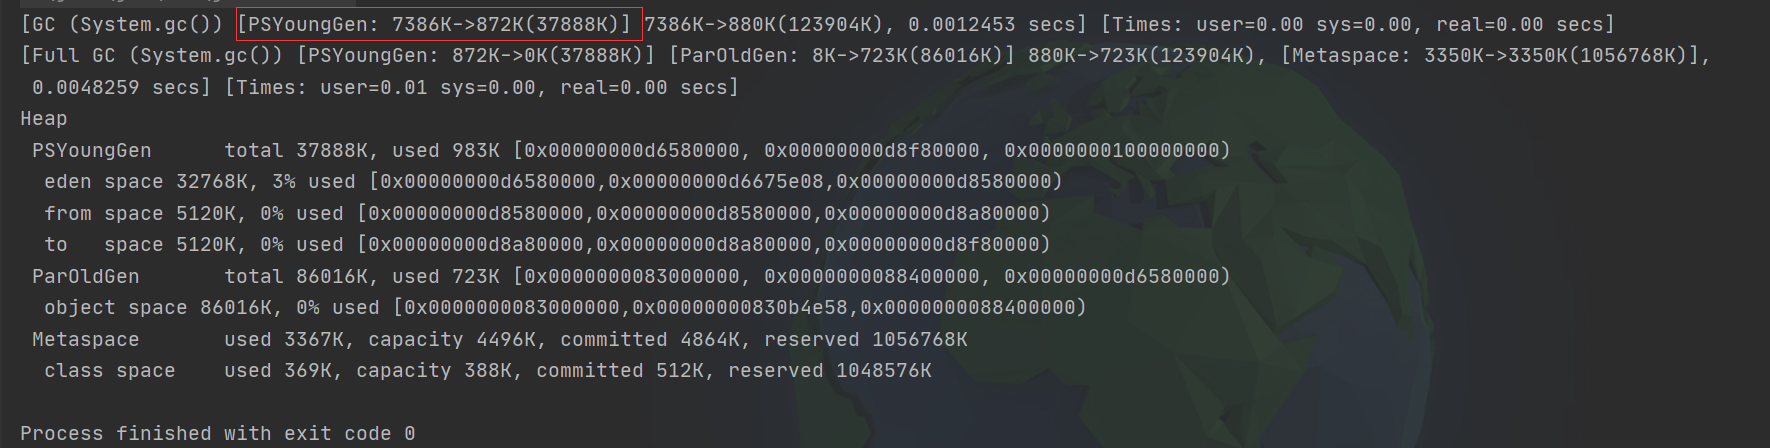 [GC (System.gc()) [PSYoungGen: 7386K->872K(37888K)] 7386K->880K(123904K), 0.0012453 secs] [Times: user=0.00 sys=0.00, real=0.00 secs]
[Full GC (System.gc()) [PSYoungGen: 872K->0K(37888K)] [ParOldGen: 8K->723K(86016K)] 880K->723K(123904K), [Metaspace: 3350K->3350K(1056768K)],
0.0048259 secs] [Times: user=0.01 sys=0.00, real=0.00 secs]
Heap
PSYoungGen total 37888K, used 983K [0x00000000d6580000, 0x00000000d8f80000, 0x0000000100000000)
eden space 32768K, 3% used [0x00000000d6580000,0x00000000d6675e08,0x00000000d8580000)
from space 5120K, 0% used [0x00000000d8580000,0x00000000d8580000,0x00000000d8a80000)
to space 5120K, 0% used [0x00000000d8a80000,0x00000000d8a80000,0x00000000d8f80000)
ParOldGen total 86016K, used 723K [0x0000000083000000, 0x0000000088400000, 0x00000000d6580000)
object space 86016K, 0% used [0x0000000083000000,0x00000000830b4e58,0x0000000088400000)
Metaspace used 3367K, capacity 4496K, committed 4864K, reserved 1056768K
class space used 369K, capacity 388K, committed 512K, reserved 1048576K
Process finished with exit code 0